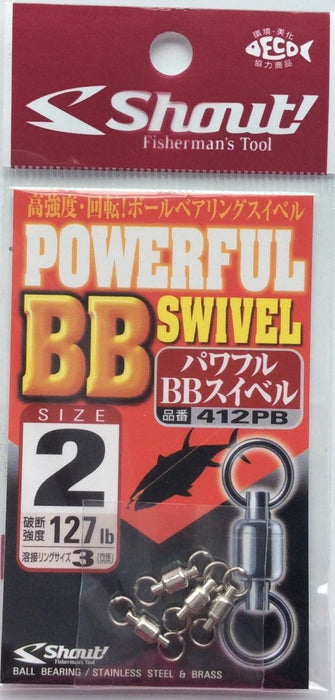 環境・美化
ECO
協力商品
Shout!
Fisherman's Tool
高強度・回転!ボールベアリングスイベル
POWERFUL
BB SWIVEL
パワフル
BBスイベル
品番 412PB
SIZE
2
破断強度 127lb
溶接リングサイズ 3(内径)
Shout!
Fisherman's Tool
BALL BEARING / STAINLESS STEEL & BRASS